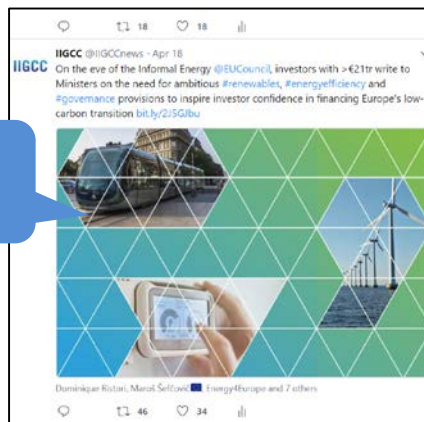 18 18
IIGCC @IIGCCnews · Apr 18
IIGCC
On the eve of the Informal Energy @EUCouncil, investors with >€21tr write to
Ministers on the need for ambitious #renewables, #energyefficiency and
#governance provisions to inspire investor confidence in financing Europe's low-
carbon transition bit.ly/2J5GJbu
Dominique Ristori, Maroš Šefčovič, Energy4Europe and 7 others
46 34